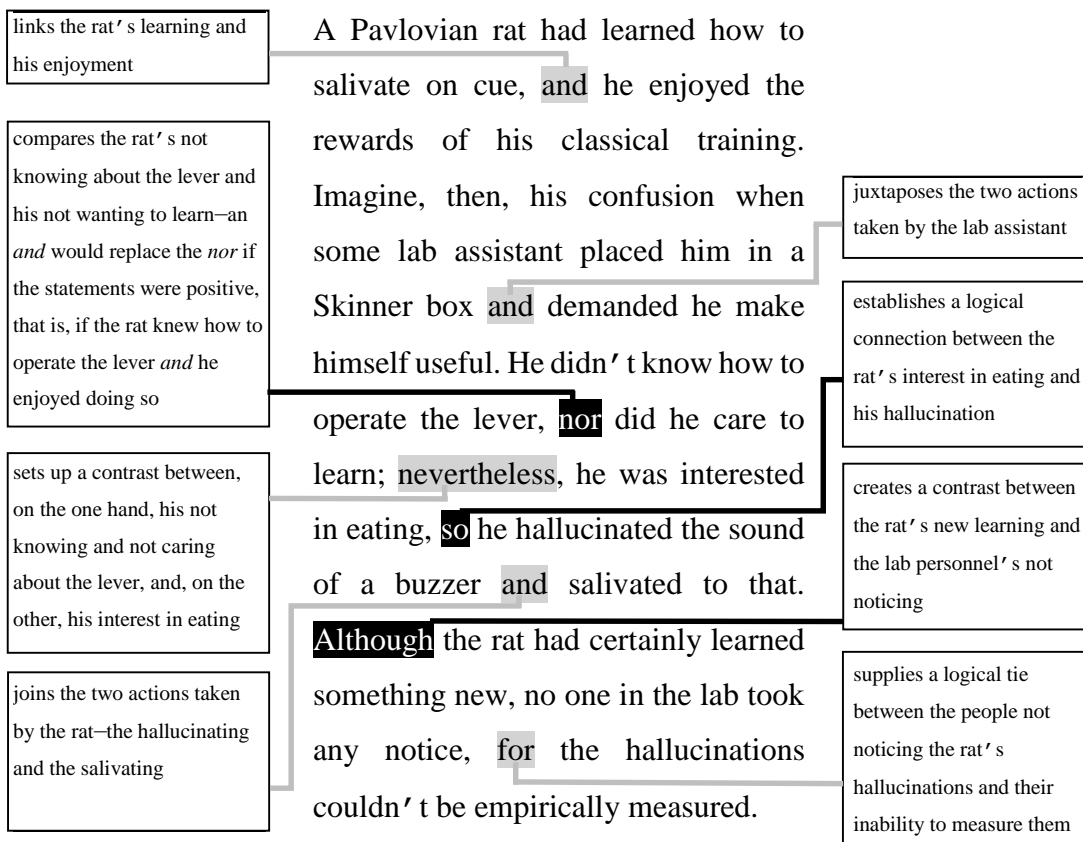 links the rat's learning and
his enjoyment
compares the rat's not
knowing about the lever and
his not wanting to learn—an
and would replace the nor if
the statements were positive,
that is, if the rat knew how to
operate the lever and he
enjoyed doing so
sets up a contrast between,
on the one hand, his not
knowing and not caring
about the lever, and, on the
other, his interest in eating
joins the two actions taken
by the rat—the hallucinating
and the salivating
A Pavlovian rat had learned how to
salivate on cue, and he enjoyed the
rewards of his classical training.
Imagine, then, his confusion when
some lab assistant placed him in a
Skinner box and demanded he make
himself useful. He didn't know how to
operate the lever, nor did he care to
learn; nevertheless, he was interested
in eating, so he hallucinated the sound
of a buzzer and salivated to that.
Although the rat had certainly learned
something new, no one in the lab took
any notice, for the hallucinations
couldn't be empirically measured.
juxtaposes the two actions
taken by the lab assistant
establishes a logical
connection between the
rat's interest in eating and
his hallucination
creates a contrast between
the rat's new learning and
the lab personnel's not
noticing
supplies a logical tie
between the people not
noticing the rat's
hallucinations and their
inability to measure them